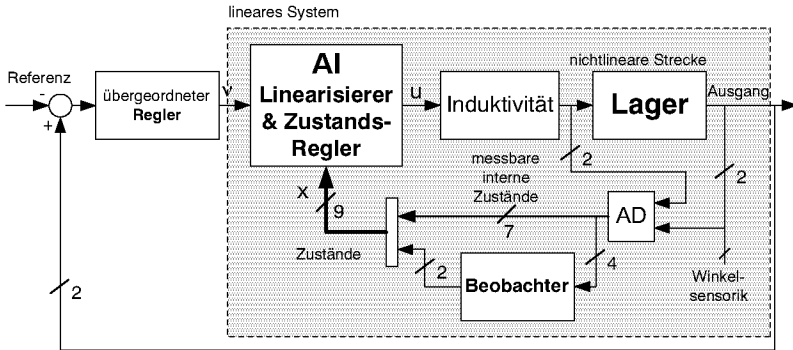 lineares System
Referenz
-
+
übergeordneter
Regler
v
AI
Linearisierer
& Zustands-
Regler
u
Induktivität
nichtlineare Strecke
Lager
Ausgang
2
2
messbare
interne
Zustände
7
AD
x
9
Zustände
2
Beobachter
4
Winkel-
sensorik
2